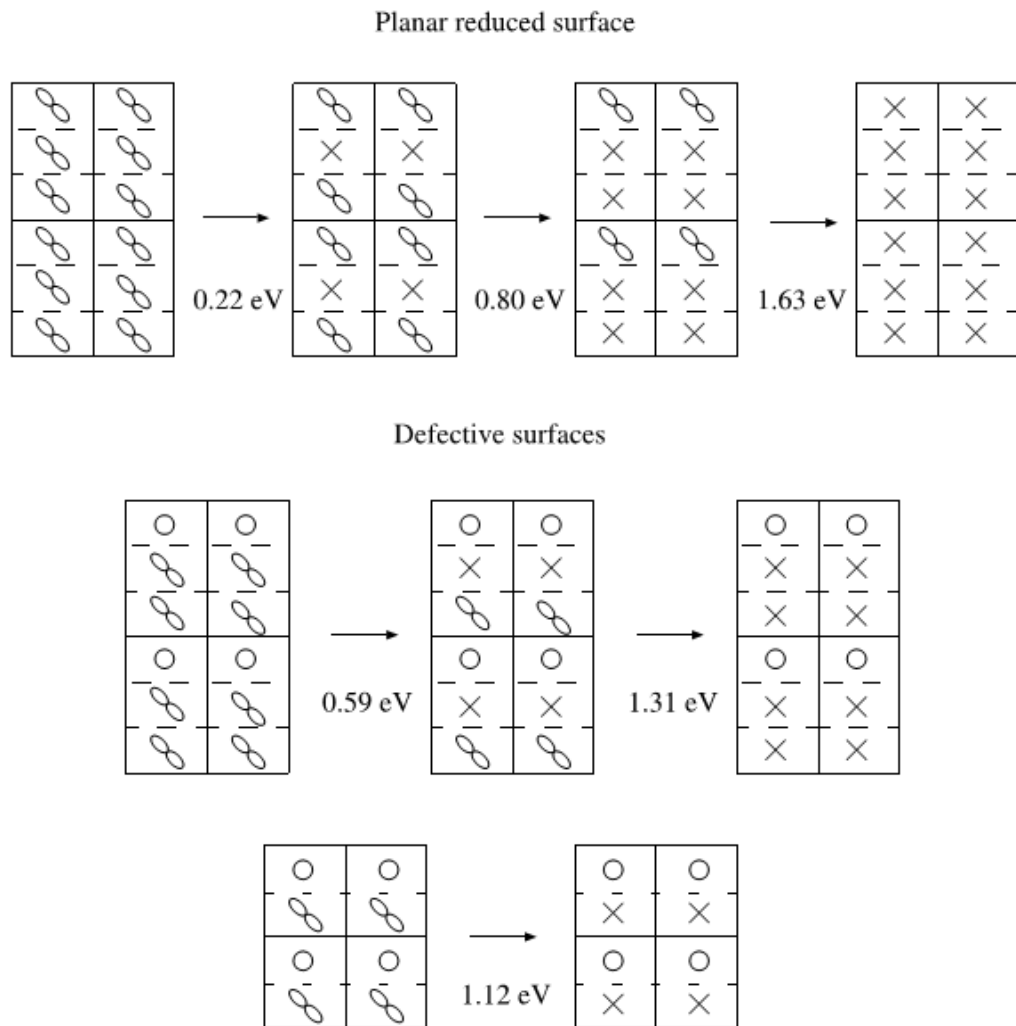 Planar reduced surface
0.22 eV
0.80 eV
1.63 eV
Defective surfaces
0.59 eV
1.31 eV
1.12 eV